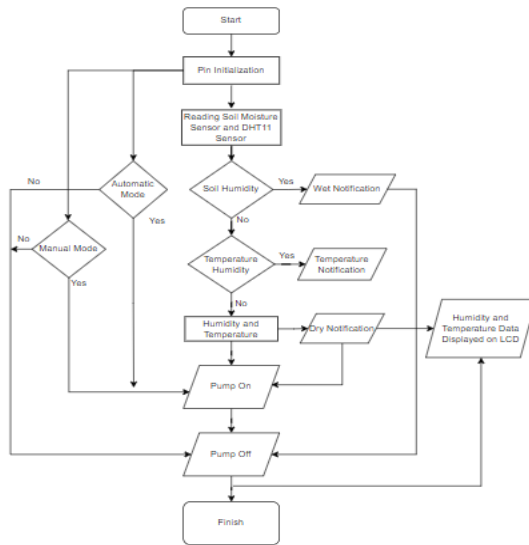 Start
Pin Initialization
Reading Soil Moisture
Sensor and DHT11
Sensor
No
Automatic
Mode
Soil Humidity
Yes
Wet Notification
Yes
No
No
Manual Mode
Yes
Temperature
Humidity
Yes
Temperature
Notification
No
Humidity and
Temperature
Dry Notification
Humidity and
Temperature Data
Displayed on LCD
Pump On
Pump Off
Finish